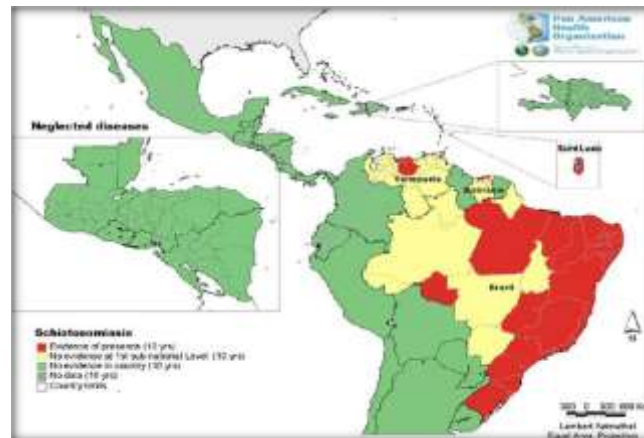 Pan American
Health
Organization
Neglected diseases
Saint Lucia
Venezuela
Suriname
Brazil
Schistosomiasis
Evidence of presence (10 yrs)
No evidence at 1st sub-national Level (10 yrs)
No evidence in country (10 yrs)
No data (10 yrs)
Country limits